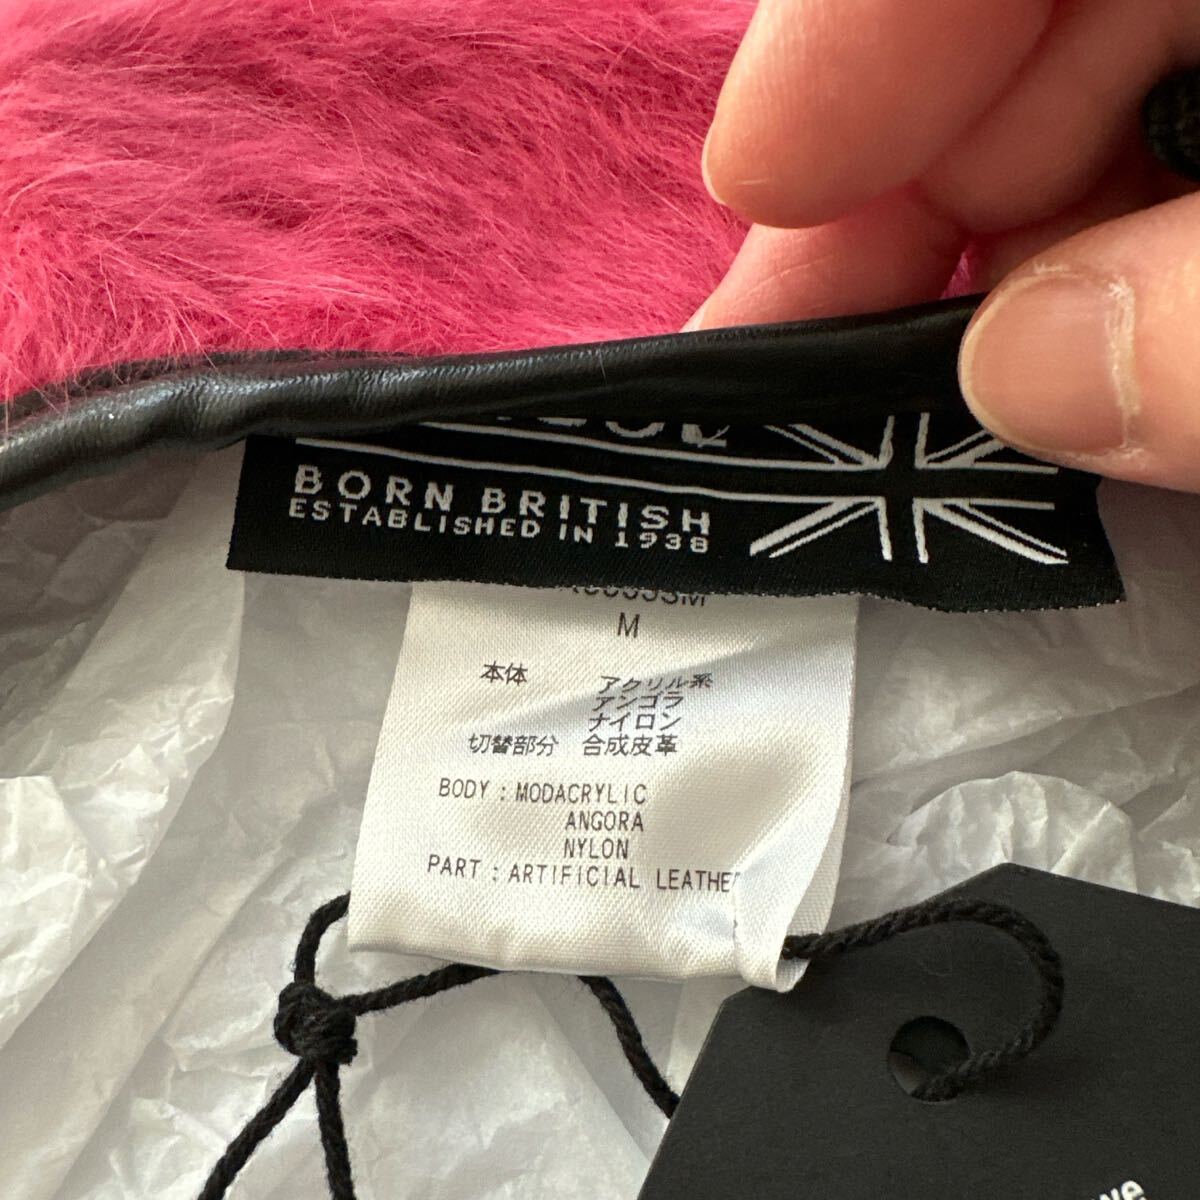 BORN BRITISH
ESTABLISHED IN 1938
M
本体 アクリル系
アンゴラ
ナイロン
切替部分 合成皮革
BODY : MODACRYLIC
ANGORA
NYLON
PART : ARTIFICIAL LEATHER